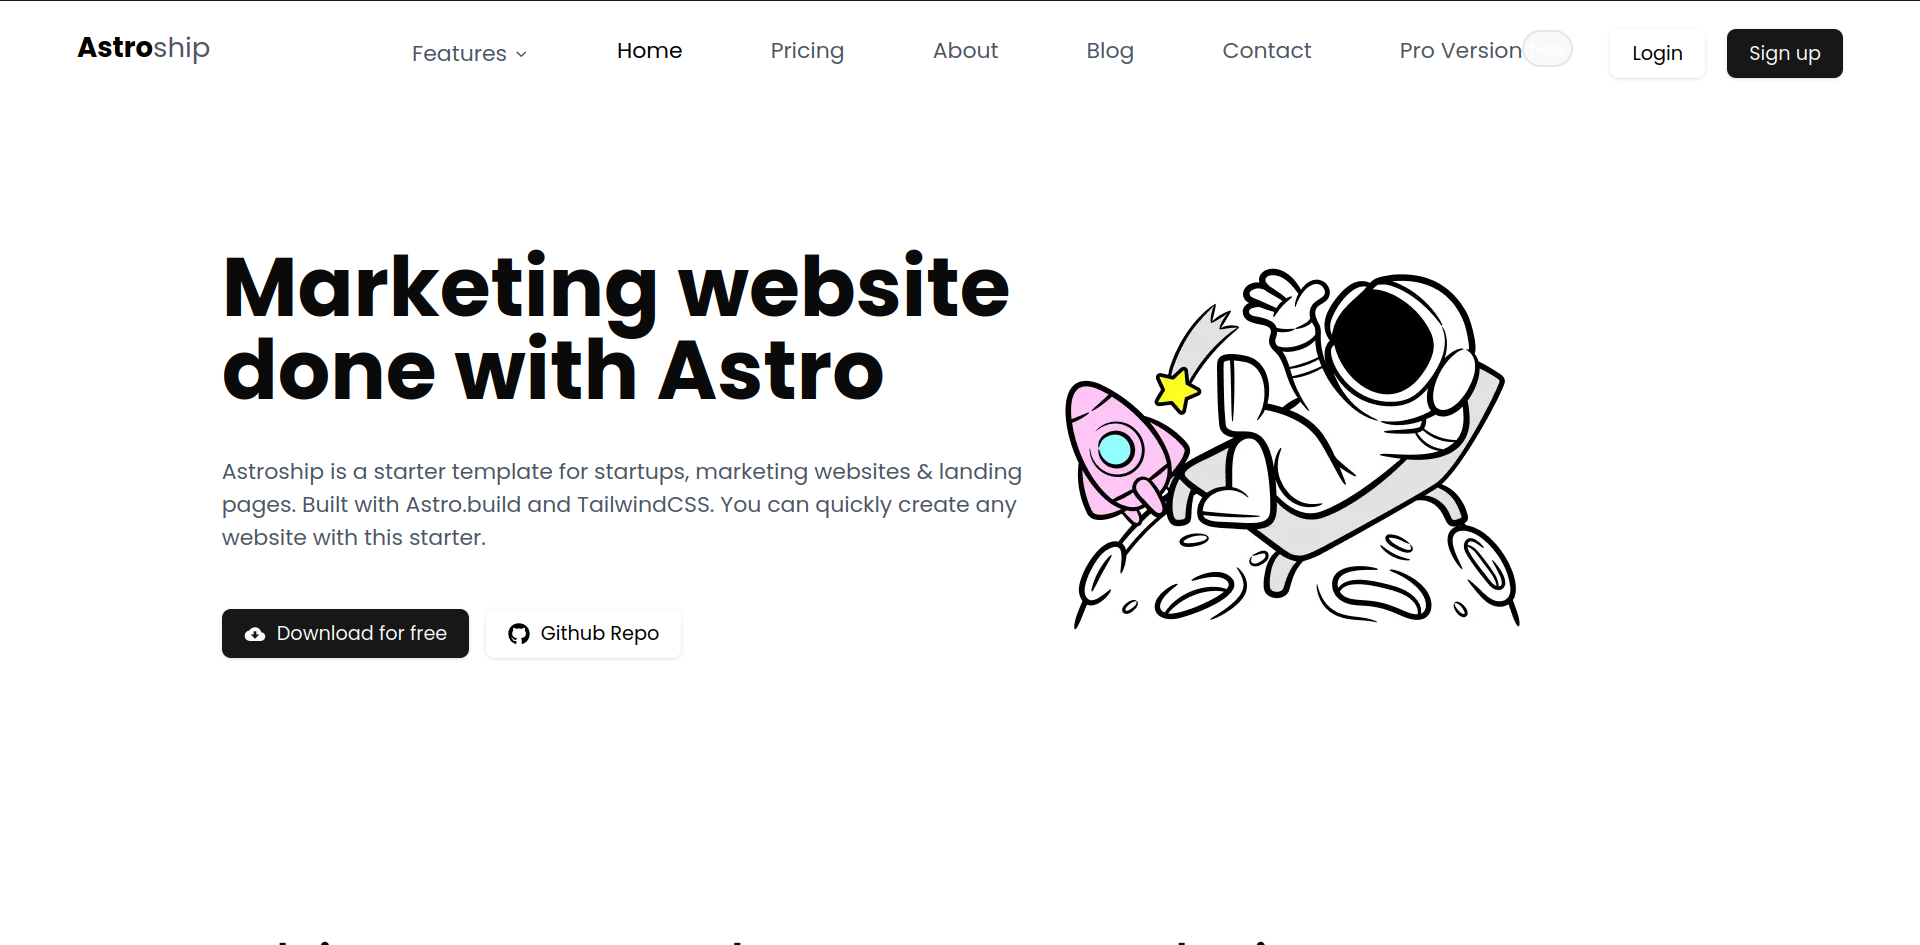 Astroship
Features
Home
Pricing
About
Blog
Contact
Pro Version
New
Login
Sign up
Marketing website
done with Astro
Astroship is a starter template for startups, marketing websites & landing
pages. Built with Astro.build and TailwindCSS. You can quickly create any
website with this starter.
Download for free
Github Repo